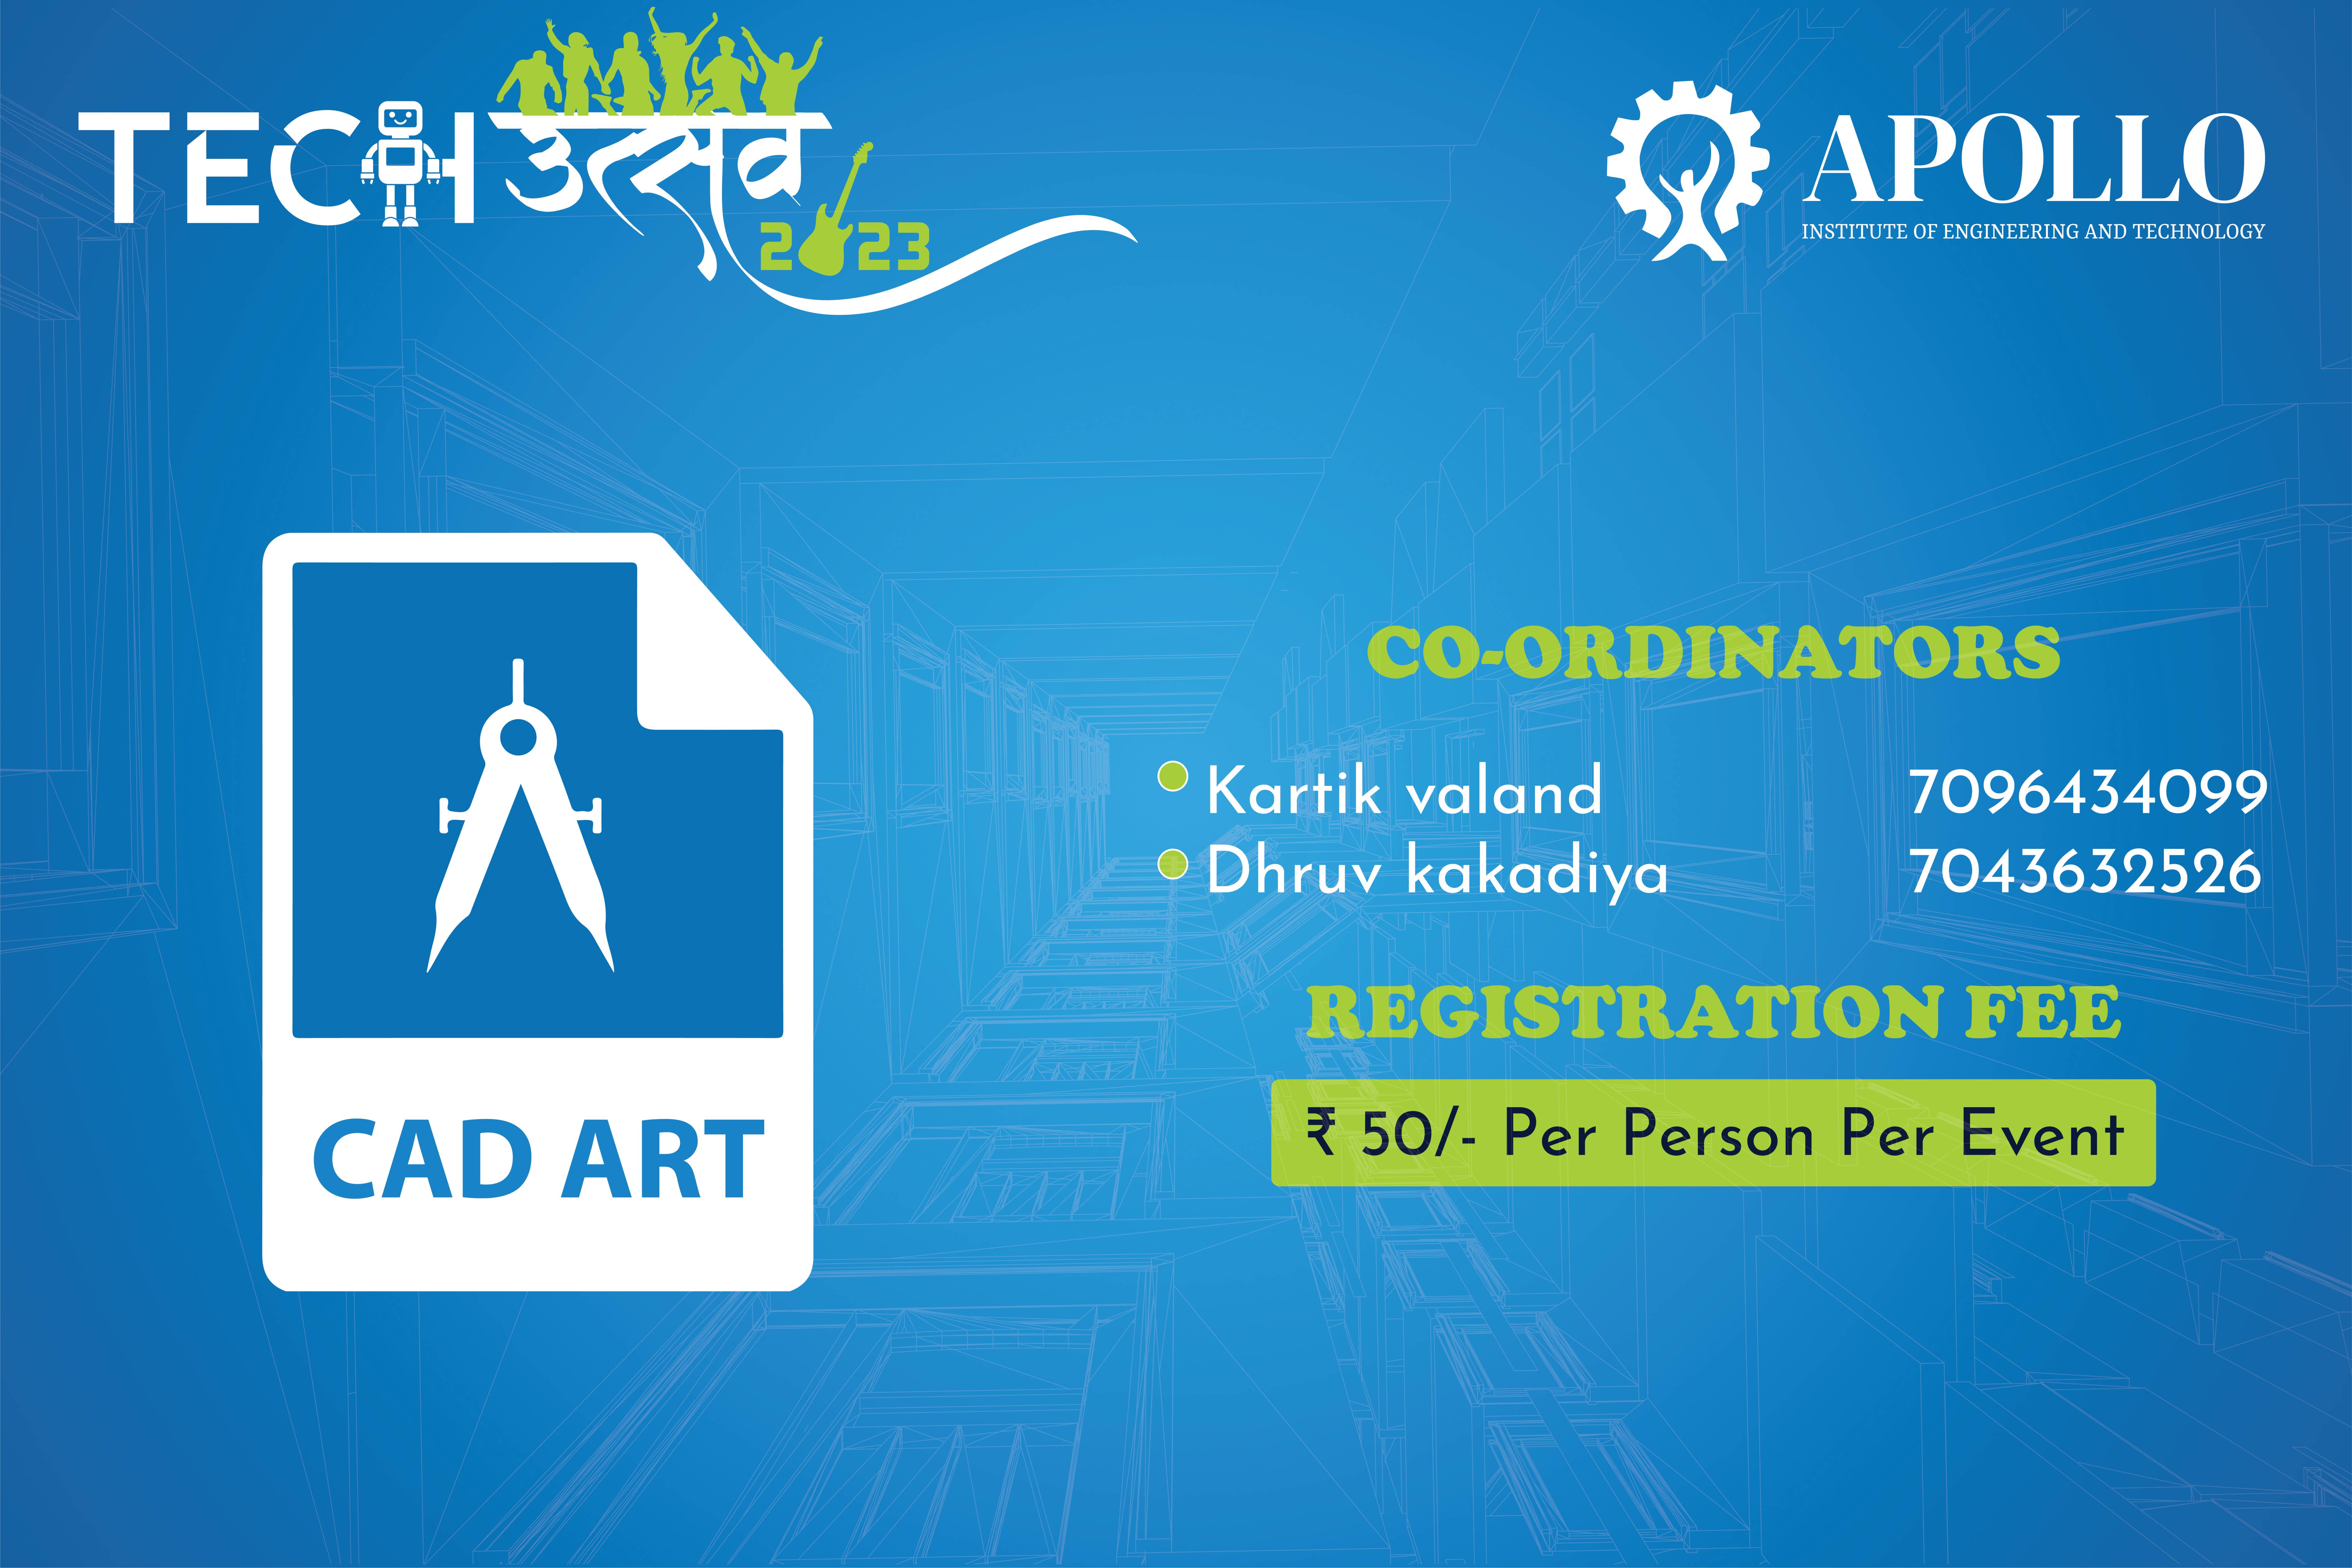 TECH उत्सव
2023
APOLLO
INSTITUTE OF ENGINEERING AND TECHNOLOGY
CAD ART
CO-ORDINATORS
Kartik valand 7096434099
Dhruv kakadiya 7043632526
REGISTRATION FEE
₹ 50/- Per Person Per Event